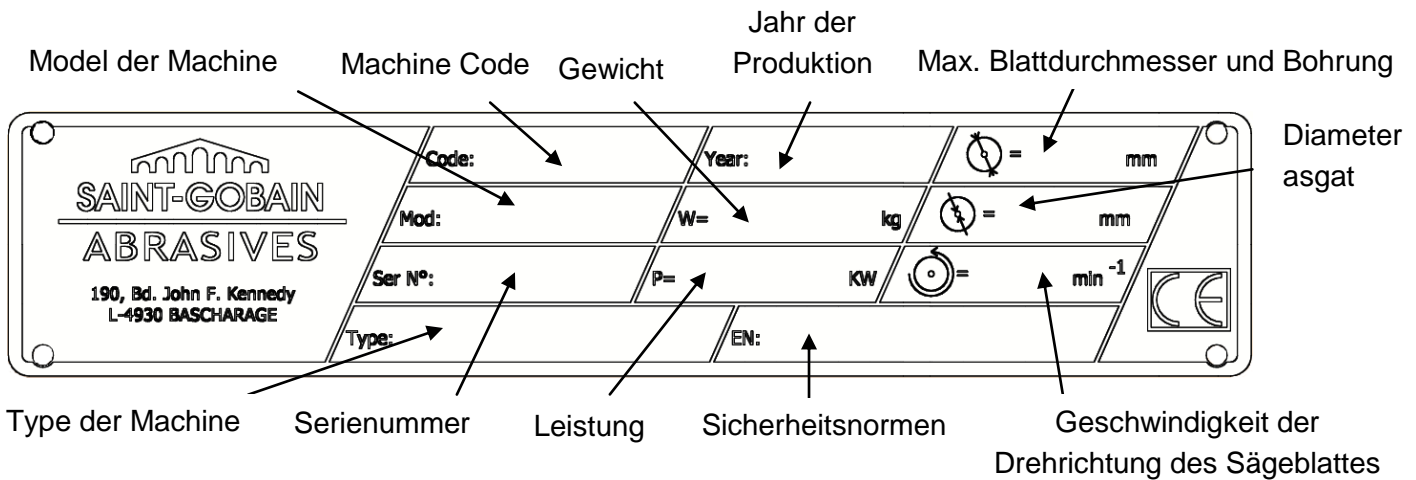 Jahr der
Produktion
Model der Machine
Machine Code
Gewicht
Max. Blattdurchmesser und Bohrung
Diameter
asgat
SAINT-GOBAIN
ABRASIVES
190, Bd. John F. Kennedy
L-4930 BASCHARAGE
Code:
Year:
= mm
Mod:
W= kg
= mm
Ser Nº:
P= KW
= min -1
Type:
EN:
CE
Type der Machine
Serienummer
Leistung
Sicherheitsnormen
Geschwindigkeit der
Drehrichtung des Sägeblattes